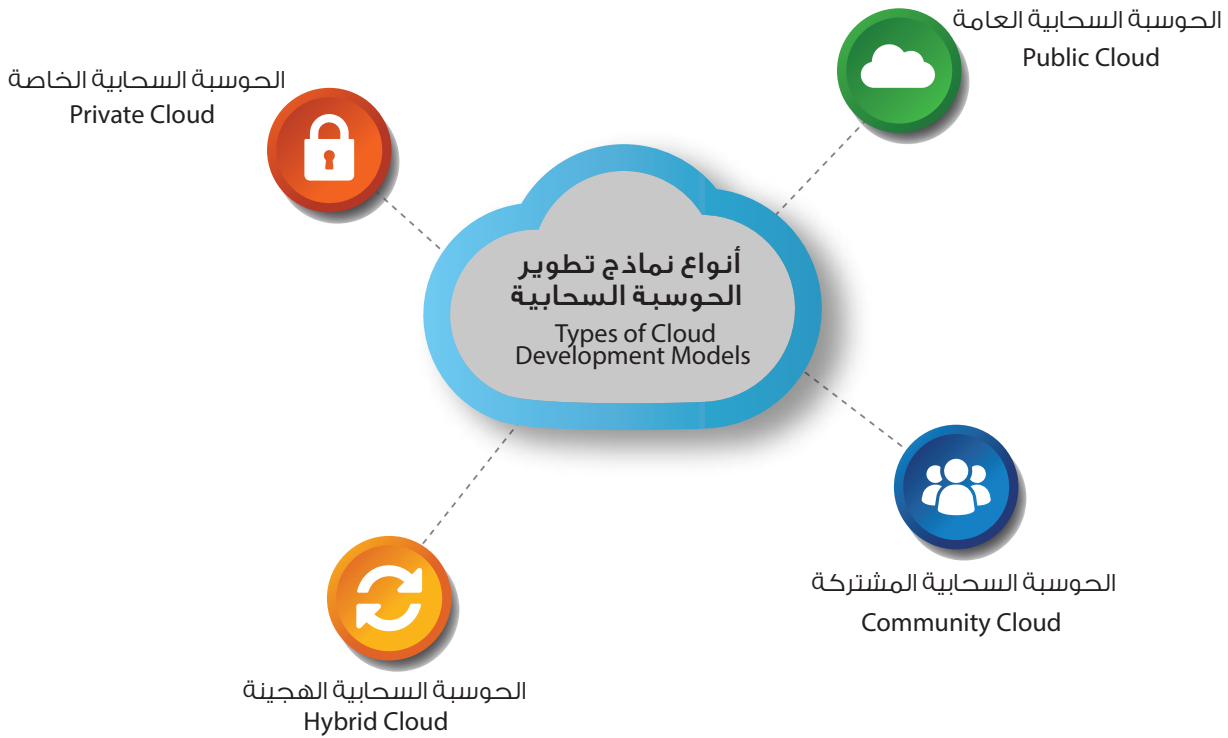 الحوسبة السحابية العامة
Public Cloud
الحوسبة السحابية الخاصة
Private Cloud
أنواع نماذج تطوير
الحوسبة السحابية
Types of Cloud
Development Models
الحوسبة السحابية المشتركة
Community Cloud
الحوسبة السحابية الهجينة
Hybrid Cloud